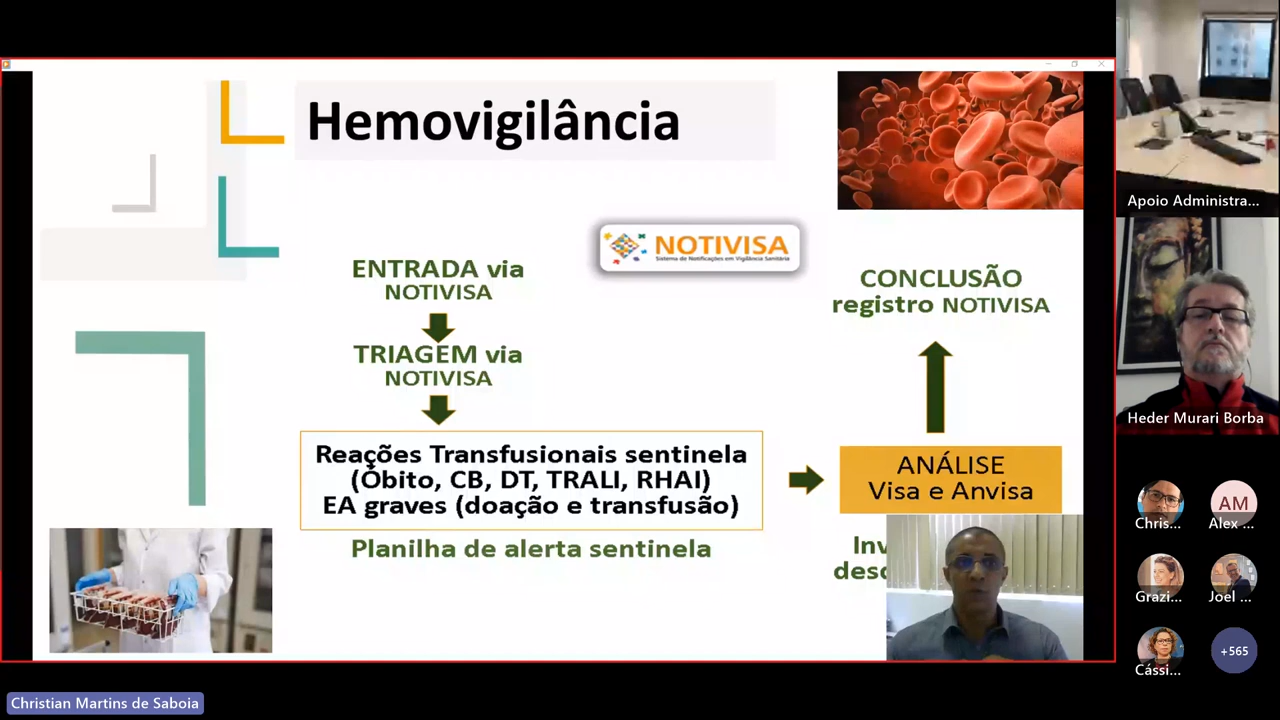 Hemovigilância
NOTIVISA
Sistema de Notificações em Vigilância Sanitária
ENTRADA via
NOTIVISA
TRIAGEM via
NOTIVISA
Reações Transfusionais sentinela
(Óbito, CB, DT, TRALI, RHAI)
EA graves (doação e transfusão)
Planilha de alerta sentinela
CONCLUSÃO
registro NOTIVISA
ANÁLISE
Visa e Anvisa
Inv
desc
Apoio Administra...
Heder Murari Borba
Chris...
AM
Alex ...
Grazi...
Joel ...
Cássi...
+565
Christian Martins de Saboia